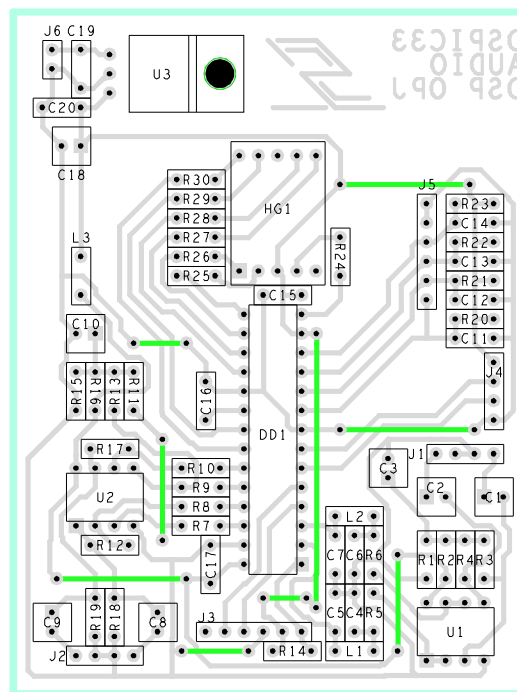 J6
C19
DSPIC33
AUDIO
DSP OPJ
U3
C20
C18
R30
R29
R28
R27
R26
R25
HG1
R24
J5
R23
C14
R22
C13
R21
C12
R20
C11
L3
C15
C10
R15
R16
R13
R11
C16
J4
DD1
R17
U2
R12
R10
R9
R8
R7
C17
C3
J1
C2
C1
L2
C7
C6
R6
R1
R2
R4
R3
C5
C4
R5
L1
C9
R19
R18
C8
J2
J3
R14
U1